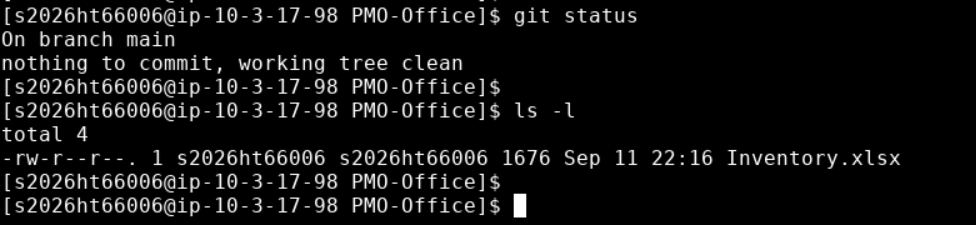 [s2026ht66006@ip-10-3-17-98 PMO-Office]$ git status
On branch main
nothing to commit, working tree clean
[s2026ht66006@ip-10-3-17-98 PMO-Office]$
[s2026ht66006@ip-10-3-17-98 PMO-Office]$ ls -l
total 4
-rw-r--r--. 1 s2026ht66006 s2026ht66006 1676 Sep 11 22:16 Inventory.xlsx
[s2026ht66006@ip-10-3-17-98 PMO-Office]$
[s2026ht66006@ip-10-3-17-98 PMO-Office]$